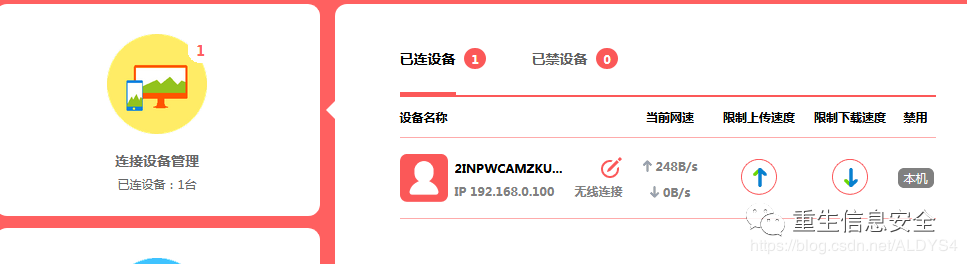 1
连接设备管理
已连设备：1台
已连设备 1 已禁设备 0
设备名称 当前网速 限制上传速度 限制下载速度 禁用
2INPWCAMZKU... 248B/s
IP 192.168.0.100 无线连接 0B/s
本机
重生信息安全
https://blog.csdn.net/ALDYS4